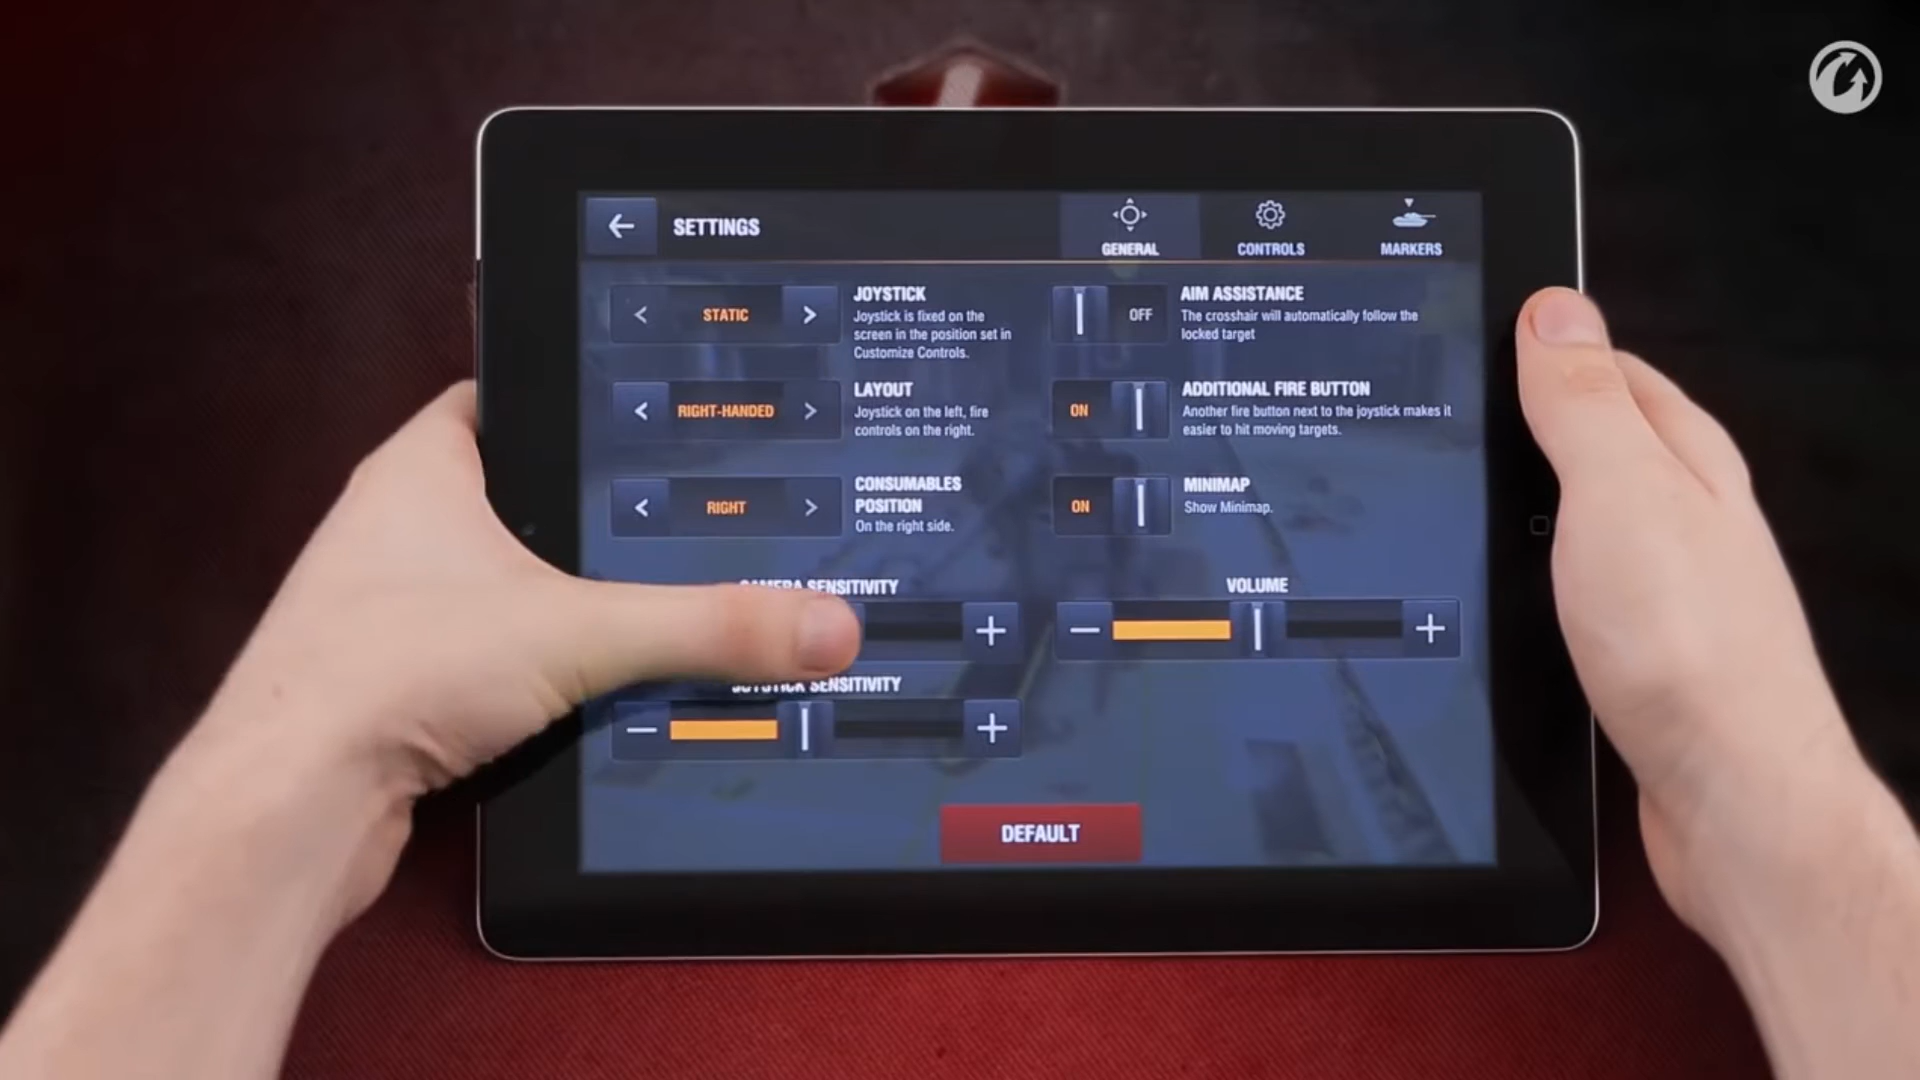 SETTINGS
GENERAL
CONTROLS
MARKERS
STATIC
JOYSTICK
Joystick is fixed on the
screen in the position set in
Customize Controls.
OFF
AIM ASSISTANCE
The crosshair will automatically follow the
locked target
RIGHT-HANDED
LAYOUT
Joystick on the left, fire
controls on the right.
ON
ADDITIONAL FIRE BUTTON
Another fire button next to the joystick makes it
easier to hit moving targets.
RIGHT
CONSUMABLES
POSITION
On the right side.
ON
MINIMAP
Show Minimap.
CAMERA SENSITIVITY
VOLUME
JOYSTICK SENSITIVITY
DEFAULT